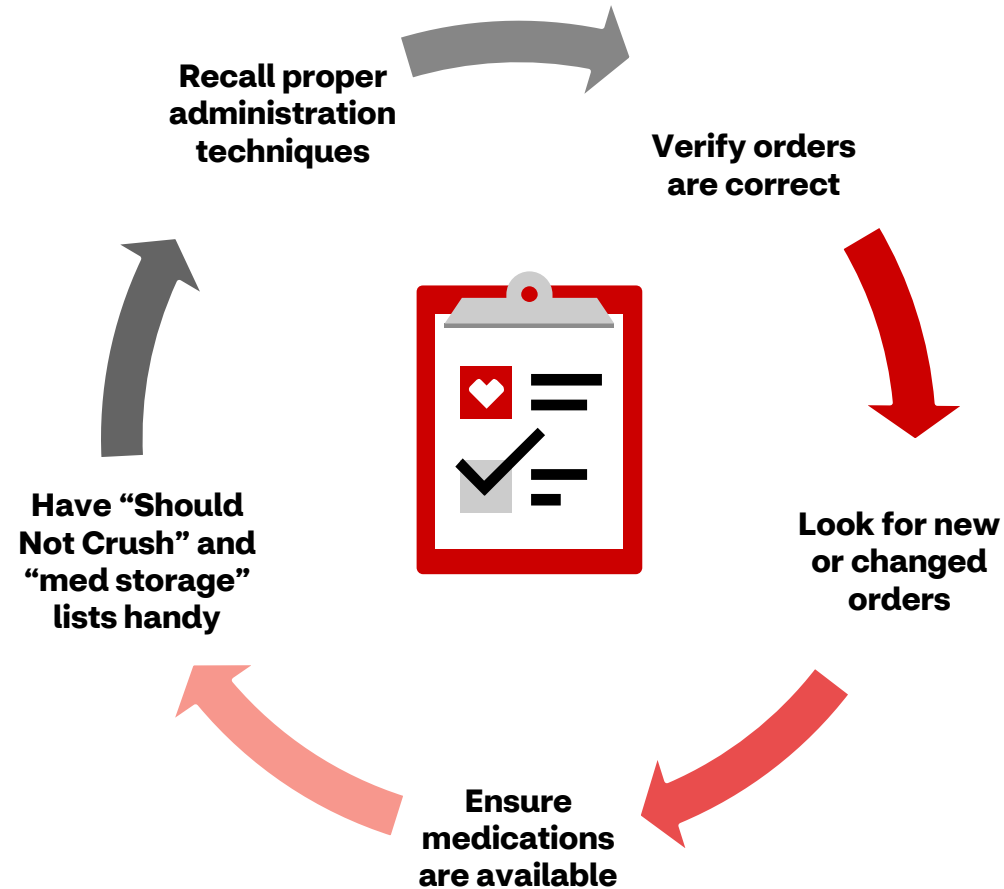 Recall proper
administration
techniques
Verify orders
are correct
Look for new
or changed
orders
Ensure
medications
are available
Have “Should
Not Crush” and
“med storage”
lists handy